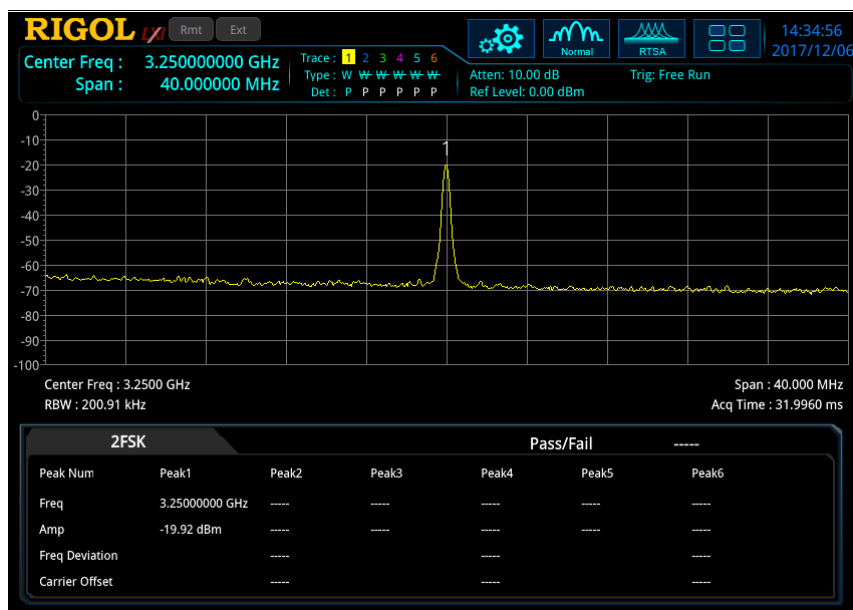 RIGOL LXI Rmt Ext
Normal RTSA 14:34:56
2017/12/06
Center Freq : 3.250000000 GHz
Span : 40.000000 MHz
Trace : 1 2 3 4 5 6
Type : W W W W W W
Det : P P P P P P
Atten: 10.00 dB Trig: Free Run
Ref Level: 0.00 dBm
0
-10
1
-20
-30
-40
-50
-60
-70
-80
-90
-100
Center Freq : 3.2500 GHz Span : 40.000 MHz
RBW : 200.91 kHz Acq Time : 31.9960 ms
2FSK Pass/Fail -----
Peak Num Peak1 Peak2 Peak3 Peak4 Peak5 Peak6
Freq 3.25000000 GHz ----- ----- ----- ----- -----
Amp -19.92 dBm ----- ----- ----- ----- -----
Freq Deviation ----- ----- -----
Carrier Offset ----- ----- -----